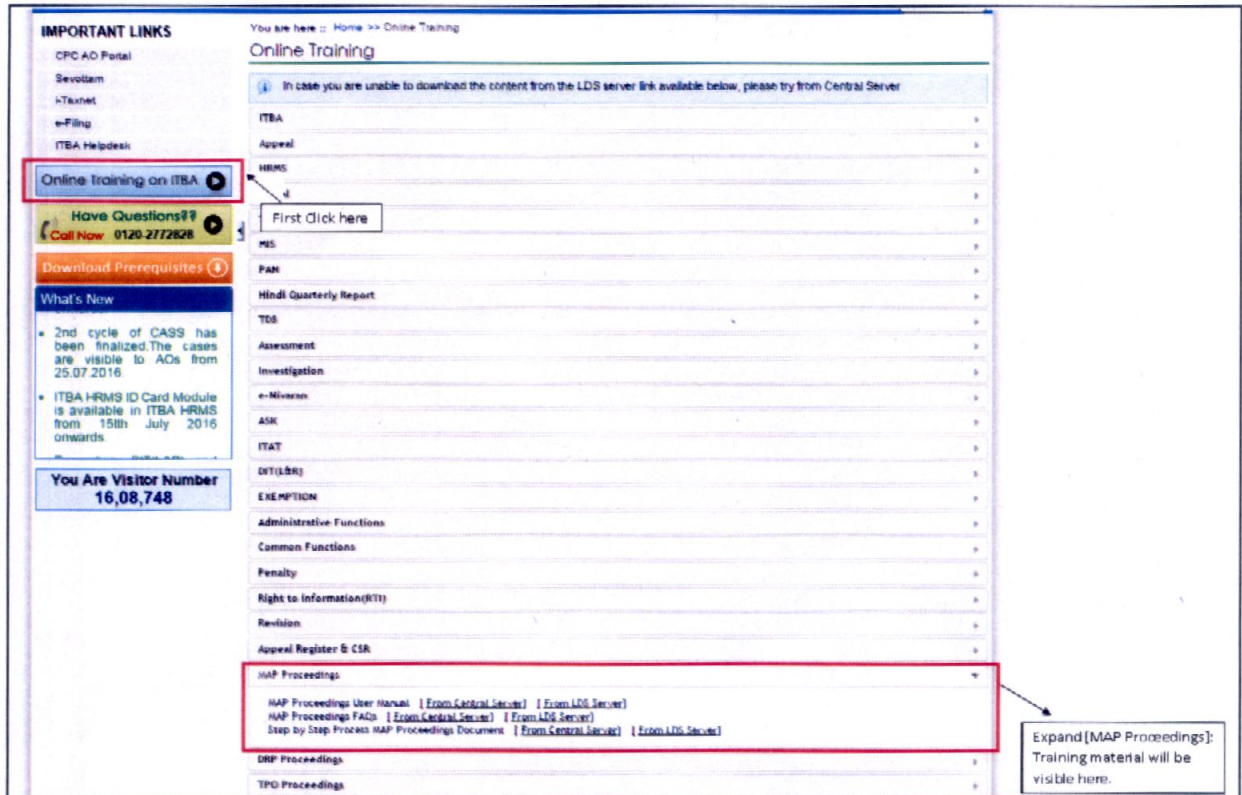 IMPORTANT LINKS
CPC AO Portal
Sevottam
i-Taxnet
e-Filing
ITBA Helpdesk
Online Training on ITBA
Have Questions??
Call Now 0120-2772828
Download Prerequisites
What's New
2nd cycle of CASS has
been finalized.The cases
are visible to AOs from
25.07.2016.
ITBA HRMS ID Card Module
is available in ITBA HRMS
from 15th July 2016
onwards.
You Are Visitor Number
16,08,748
You are here :: Home >> Online Training
Online Training
In case you are unable to download the content from the LDS server link available below, please try from Central Server
ITBA
Appeal
HRMS
First Click here
MIS
PAN
Hindi Quarterly Report
TDS
Assessment
Investigation
e-Nivaran
ASK
ITAT
DIT(L&R)
EXEMPTION
Administrative Functions
Common Functions
Penalty
Right to Information(RTI)
Revision
Appeal Register & CSR
MAP Proceedings
MAP Proceedings User Manual [ From Central Server] [ From LDS Server]
MAP Proceedings FAQs [ From Central Server] [ From LDS Server]
Step by Step Process MAP Proceedings Document [ From Central Server] [ From LDS Server]
DRP Proceedings
TPO Proceedings
Expand [MAP Proceedings]:
Training material will be
visible here.